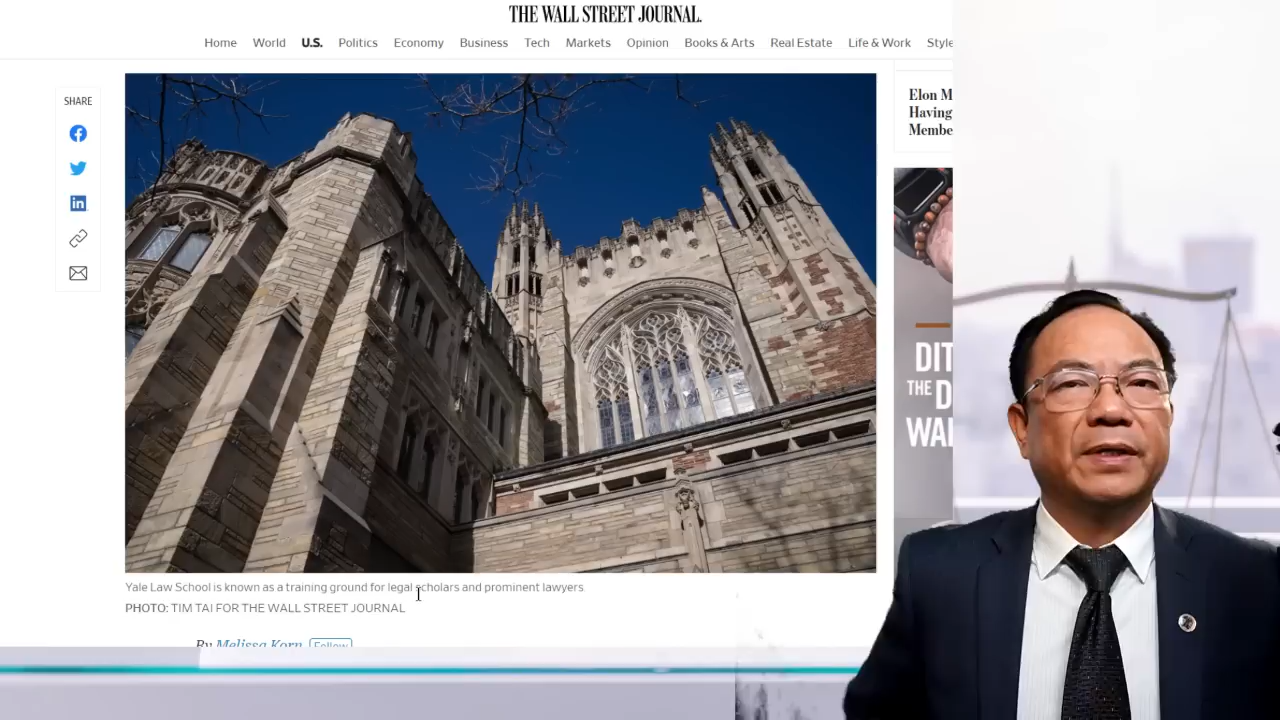 THE WALL STREET JOURNAL.
Home World U.S. Politics Economy Business Tech Markets Opinion Books & Arts Real Estate Life & Work Style
SHARE
Elon M
Having
Membe
DIT
THE D
WAI
Yale Law School is known as a training ground for legal scholars and prominent lawyers.
PHOTO: TIM TAI FOR THE WALL STREET JOURNAL
By Melissa Korn Follow